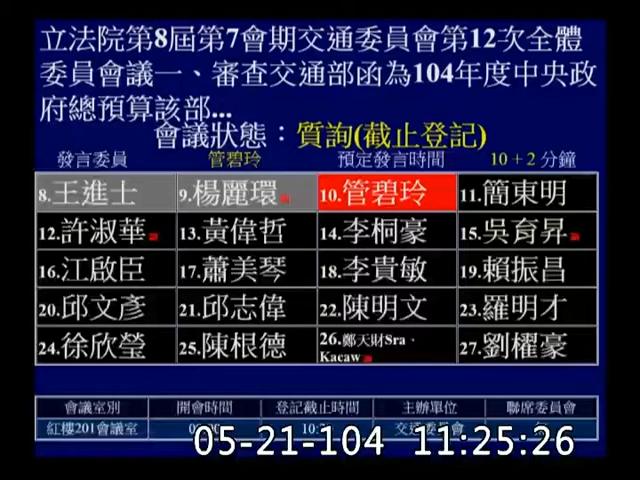 立法院第8屆第7會期交通委員會第12次全體
委員會議一、審查交通部函為104年度中央政
府總預算該部...
會議狀態：質詢(截止登記)
發言委員 管碧玲 預定發言時間 10 + 2 分鐘
8.王進士 9.楊麗環 10.管碧玲 11.簡東明
12.許淑華 13.黃偉哲 14.李桐豪 15.吳育昇
16.江啟臣 17.蕭美琴 18.李貴敏 19.賴振昌
20.邱文彥 21.邱志偉 22.陳明文 23.羅明才
24.徐欣瑩 25.陳根德 26.鄭天財Sra．Kacaw 27.劉櫂豪
會議室別 開會時間 登記截止時間 主辦單位 聯席委員會
紅樓201會議室 交通委員會
05-21-104 11:25:26